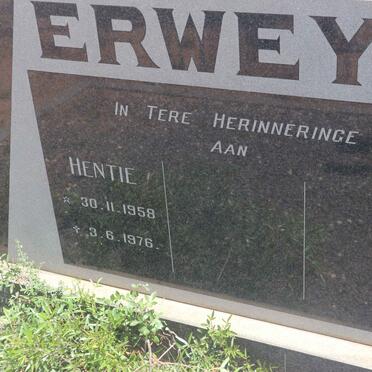 ERWEY
IN TERE HERINNERINGE
AAN
HENTIE
* 30.11.1958
† 3.6.1976.